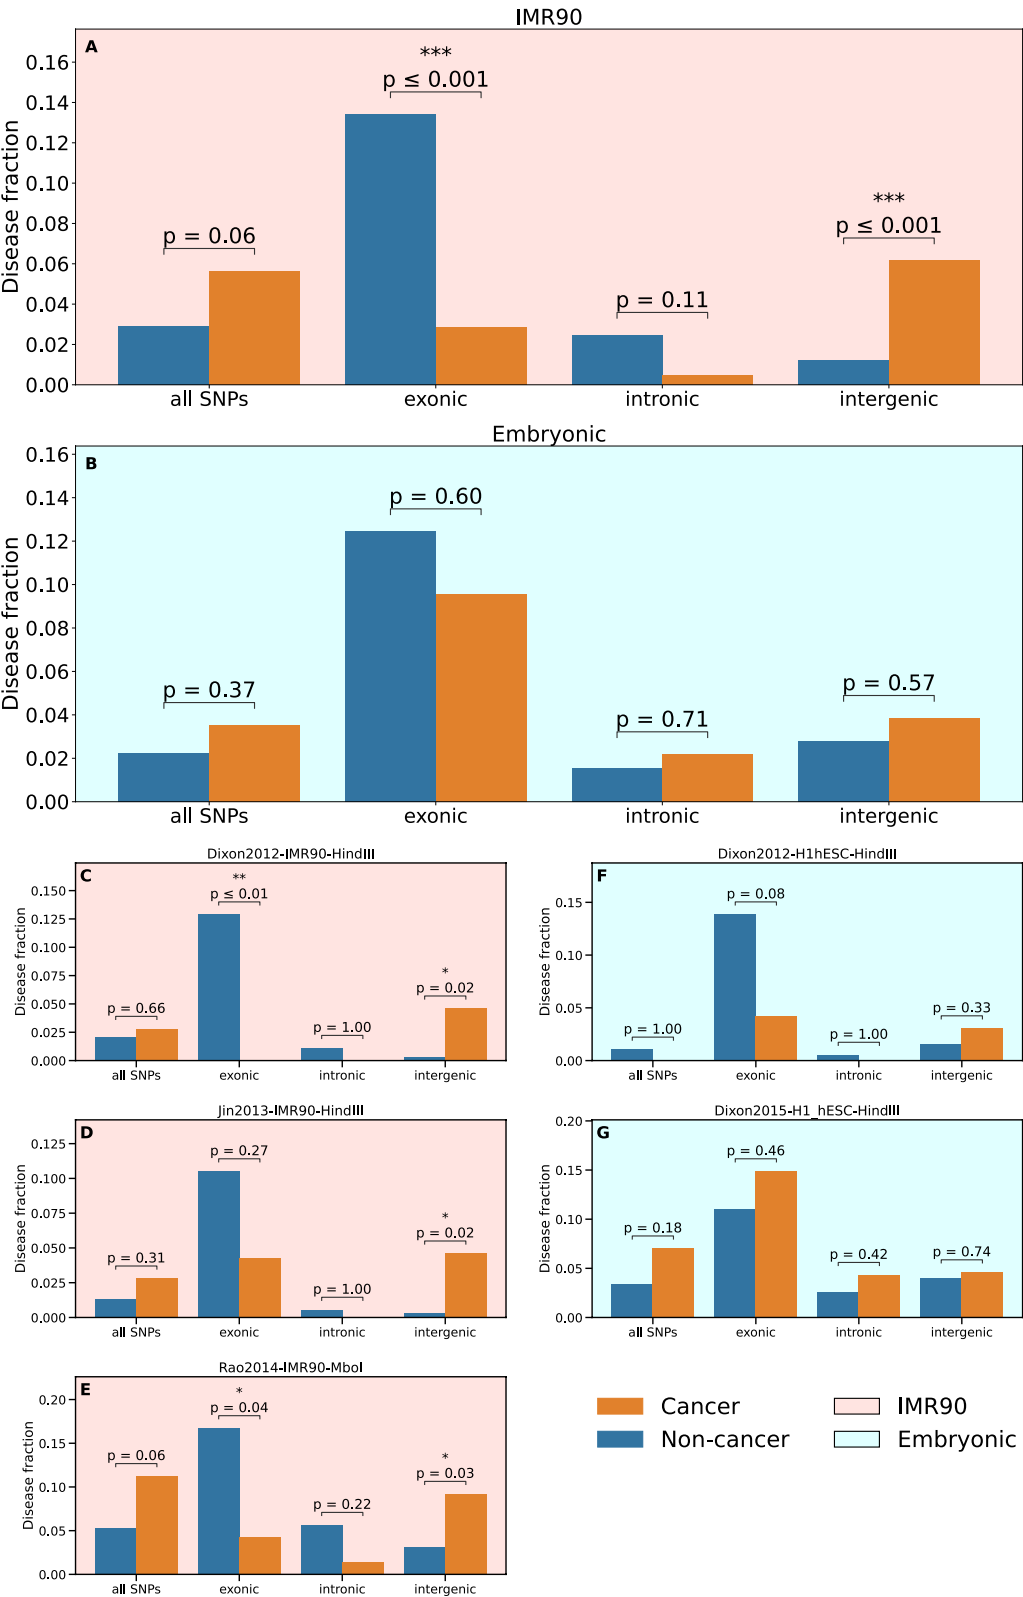 IMR90
A
Disease fraction
0.16
0.14
0.12
0.10
0.08
0.06
0.04
0.02
0.00
p = 0.06
***
p ≤ 0.001
p = 0.11
***
p ≤ 0.001
all SNPs exonic intronic intergenic
Embryonic
B
Disease fraction
0.16
0.14
0.12
0.10
0.08
0.06
0.04
0.02
0.00
p = 0.37
p = 0.60
p = 0.71
p = 0.57
all SNPs exonic intronic intergenic
Dixon2012-IMR90-HindIII
C
Disease fraction
0.150
0.125
0.100
0.075
0.050
0.025
0.000
p = 0.66
**
p ≤ 0.01
p = 1.00
*
p = 0.02
all SNPs exonic intronic intergenic
Jin2013-IMR90-HindIII
D
Disease fraction
0.125
0.100
0.075
0.050
0.025
0.000
p = 0.31
p = 0.27
p = 1.00
*
p = 0.02
all SNPs exonic intronic intergenic
Rao2014-IMR90-MboI
E
Disease fraction
0.20
0.15
0.10
0.05
0.00
p = 0.06
*
p = 0.04
p = 0.22
*
p = 0.03
all SNPs exonic intronic intergenic
Dixon2012-H1hESC-HindIII
F
Disease fraction
0.15
0.10
0.05
0.00
p = 1.00
p = 0.08
p = 1.00
p = 0.33
all SNPs exonic intronic intergenic
Dixon2015-H1_hESC-HindIII
G
Disease fraction
0.20
0.15
0.10
0.05
0.00
p = 0.18
p = 0.46
p = 0.42
p = 0.74
all SNPs exonic intronic intergenic
Cancer
Non-cancer
IMR90
Embryonic